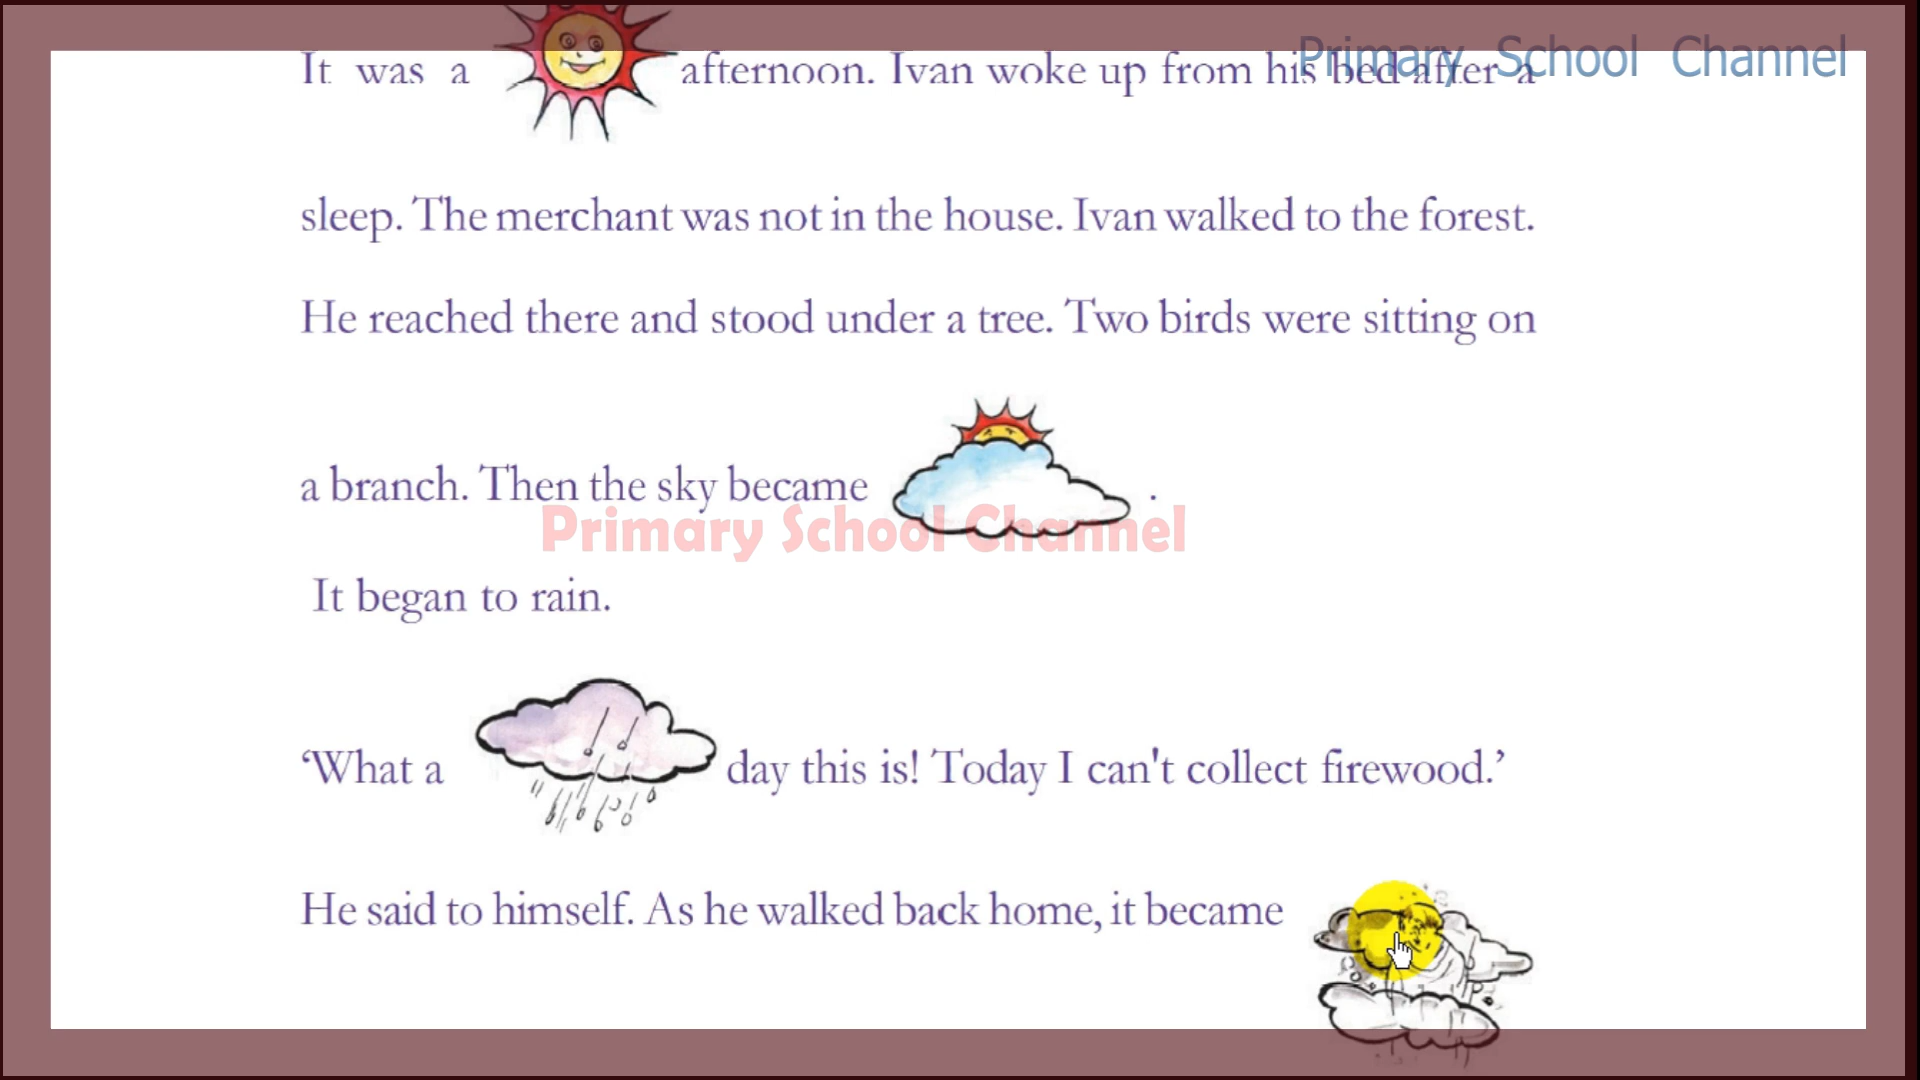 Primary School Channel
It was a afternoon. Ivan woke up from his bed after a
sleep. The merchant was not in the house. Ivan walked to the forest.
He reached there and stood under a tree. Two birds were sitting on
a branch. Then the sky became .
Primary School Channel
It began to rain.
‘What a day this is! Today I can't collect firewood.’
He said to himself. As he walked back home, it became